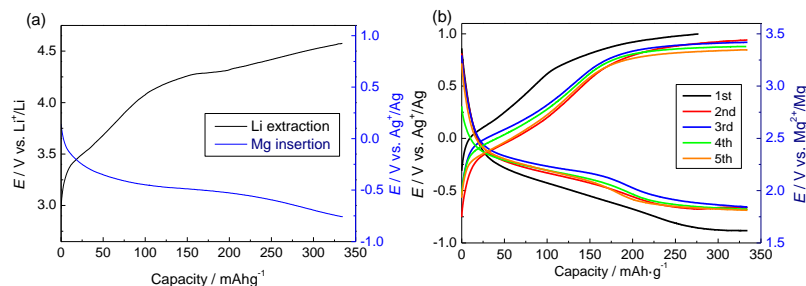 (a)
E / V vs. Li+/Li
4.5
4.0
3.5
3.0
Li extraction
Mg insertion
1.0
0.5
0.0
-0.5
-1.0
E / V vs. Ag+/Ag
0 50 100 150 200 250 300 350
Capacity / mAhg-1
(b)
E / V vs. Ag+/Ag
1.0
0.5
0.0
-0.5
-1.0
1st
2nd
3rd
4th
5th
3.5
3.0
2.5
2.0
1.5
E / V vs. Mg2+/Mg
0 50 100 150 200 250 300 350
Capacity / mAh·g-1